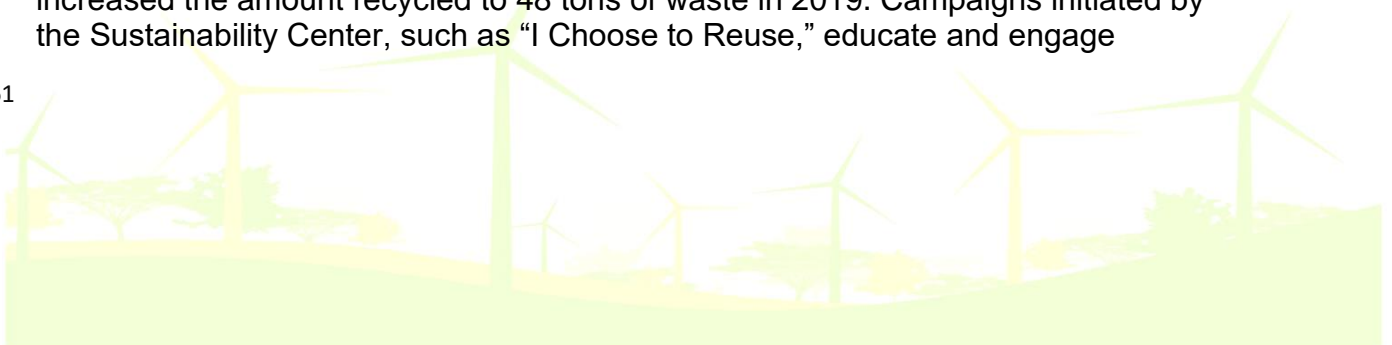 increased the amount recycled to 48 tons of waste in 2019. Campaigns initiated by
the Sustainability Center, such as “I Choose to Reuse,” educate and engage